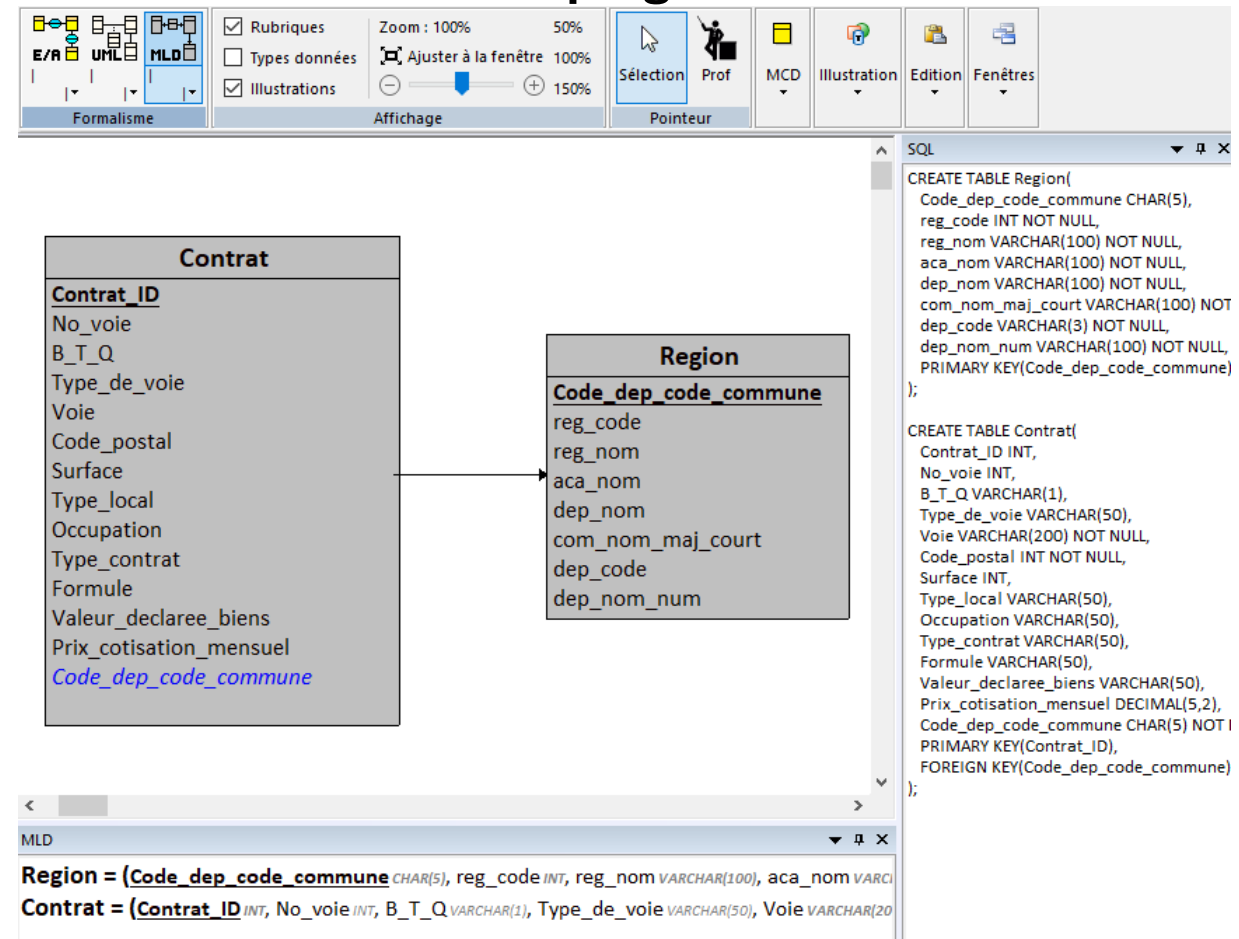 E/A UML MLD
Formalisme
Rubriques
Types données
Illustrations
Zoom : 100% 50%
Ajuster à la fenêtre 100%
150%
Affichage
Sélection Prof
Pointeur
MCD
Illustration
Edition
Fenêtres
Contrat
Contrat_ID
No_voie
B_T_Q
Type_de_voie
Voie
Code_postal
Surface
Type_local
Occupation
Type_contrat
Formule
Valeur_declaree_biens
Prix_cotisation_mensuel
Code_dep_code_commune
Region
Code_dep_code_commune
reg_code
reg_nom
aca_nom
dep_nom
com_nom_maj_court
dep_code
dep_nom_num
SQL
CREATE TABLE Region(
Code_dep_code_commune CHAR(5),
reg_code INT NOT NULL,
reg_nom VARCHAR(100) NOT NULL,
aca_nom VARCHAR(100) NOT NULL,
dep_nom VARCHAR(100) NOT NULL,
com_nom_maj_court VARCHAR(100) NOT
dep_code VARCHAR(3) NOT NULL,
dep_nom_num VARCHAR(100) NOT NULL,
PRIMARY KEY(Code_dep_code_commune)
);
CREATE TABLE Contrat(
Contrat_ID INT,
No_voie INT,
B_T_Q VARCHAR(1),
Type_de_voie VARCHAR(50),
Voie VARCHAR(200) NOT NULL,
Code_postal INT NOT NULL,
Surface INT,
Type_local VARCHAR(50),
Occupation VARCHAR(50),
Type_contrat VARCHAR(50),
Formule VARCHAR(50),
Valeur_declaree_biens VARCHAR(50),
Prix_cotisation_mensuel DECIMAL(5,2),
Code_dep_code_commune CHAR(5) NOT
PRIMARY KEY(Contrat_ID),
FOREIGN KEY(Code_dep_code_commune)
);
MLD
Region = (Code_dep_code_commune CHAR(5), reg_code INT, reg_nom VARCHAR(100), aca_nom VARC
Contrat = (Contrat_ID INT, No_voie INT, B_T_Q VARCHAR(1), Type_de_voie VARCHAR(50), Voie VARCHAR(20